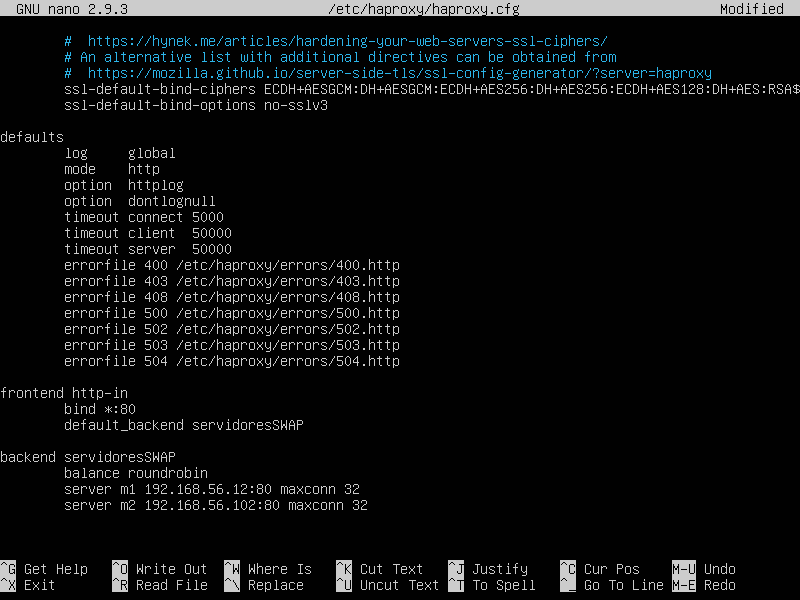 GNU nano 2.9.3 /etc/haproxy/haproxy.cfg Modified
#  https://hynek.me/articles/hardening-your-web-servers-ssl-ciphers/
# An alternative list with additional directives can be obtained from
#  https://mozilla.github.io/server-side-tls/ssl-config-generator/?server=haproxy
ssl-default-bind-ciphers ECDH+AESGCM:DH+AESGCM:ECDH+AES256:DH+AES256:ECDH+AES128:DH+AES:RSA$
ssl-default-bind-options no-sslv3
defaults
log     global
mode    http
option  httplog
option  dontlognull
timeout connect 5000
timeout client  50000
timeout server  50000
errorfile 400 /etc/haproxy/errors/400.http
errorfile 403 /etc/haproxy/errors/403.http
errorfile 408 /etc/haproxy/errors/408.http
errorfile 500 /etc/haproxy/errors/500.http
errorfile 502 /etc/haproxy/errors/502.http
errorfile 503 /etc/haproxy/errors/503.http
errorfile 504 /etc/haproxy/errors/504.http
frontend http-in
bind *:80
default_backend servidoresSWAP
backend servidoresSWAP
balance roundrobin
server m1 192.168.56.12:80 maxconn 32
server m2 192.168.56.102:80 maxconn 32
^G Get Help ^O Write Out ^W Where Is ^K Cut Text ^J Justify ^C Cur Pos M-U Undo
^X Exit ^R Read File ^\ Replace ^U Uncut Text ^T To Spell ^_ Go To Line M-E Redo